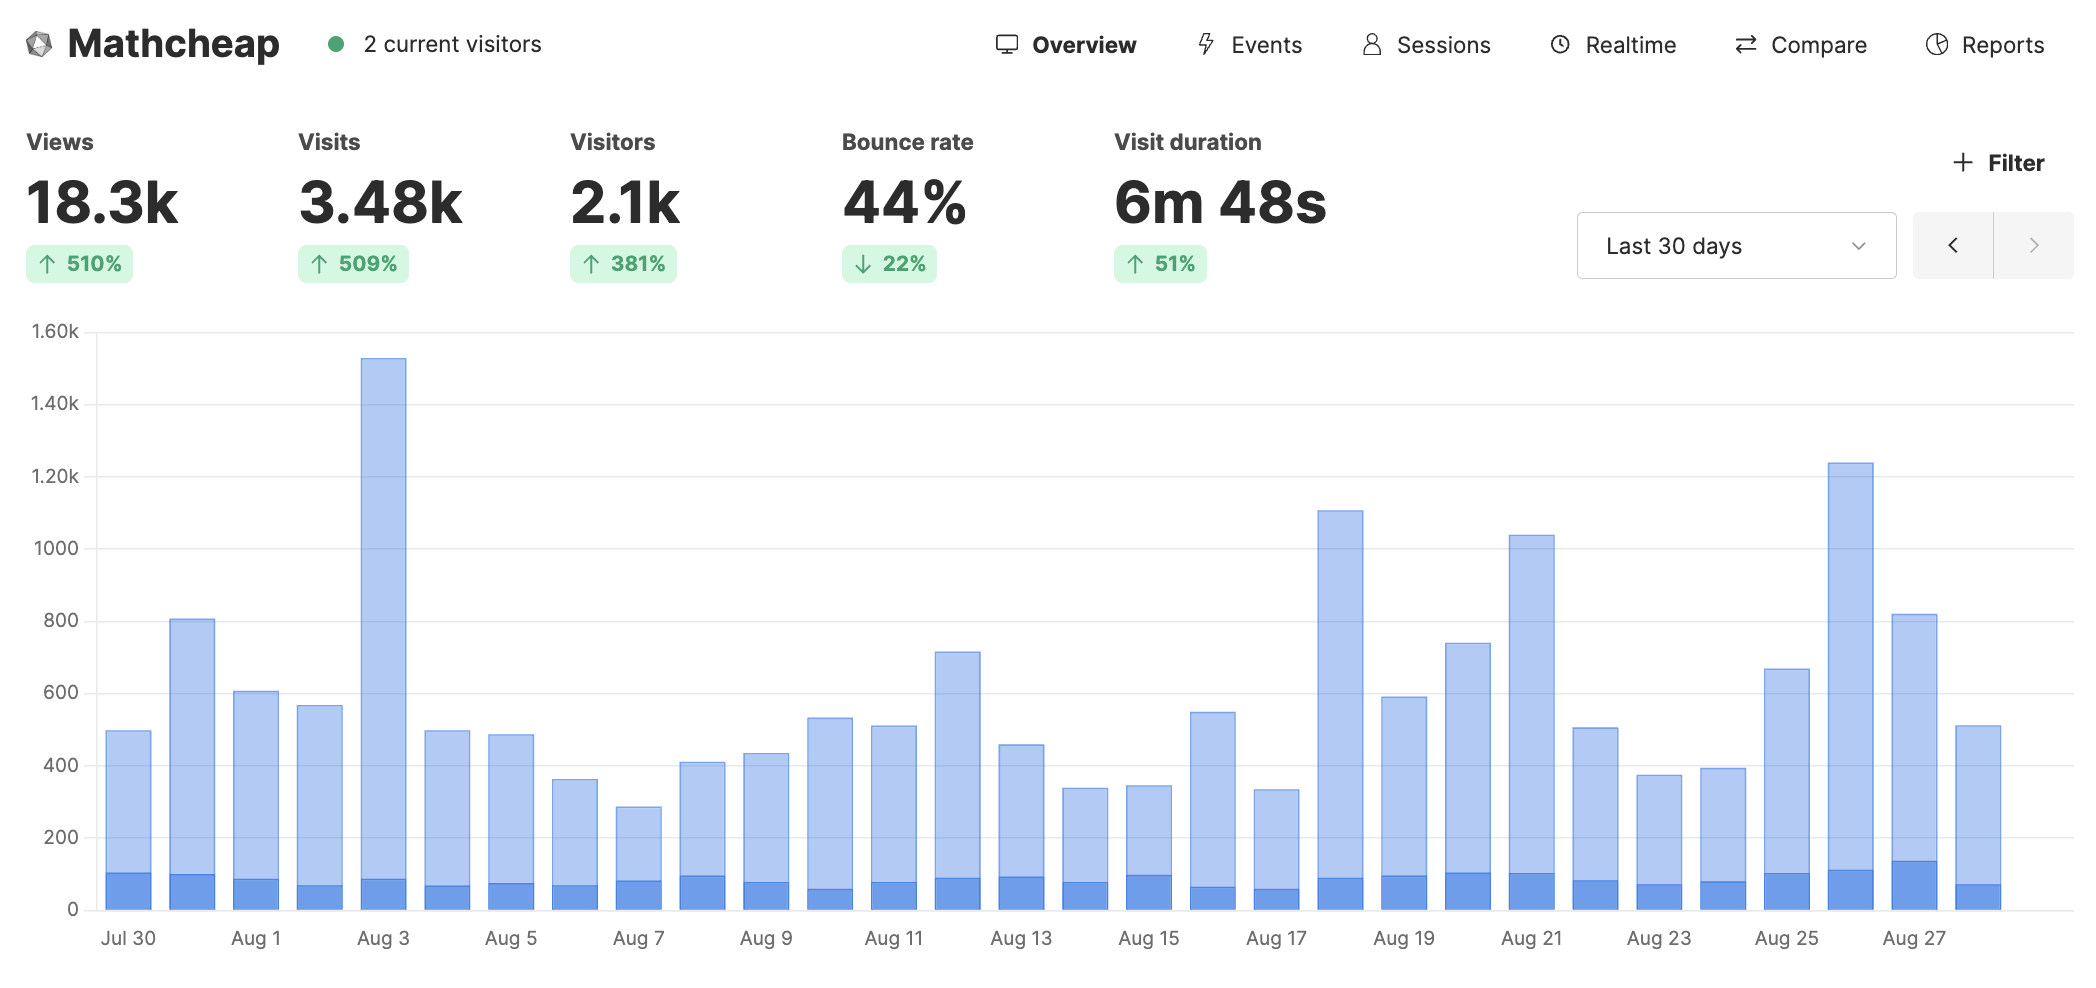 Mathcheap
2 current visitors
Overview
Events
Sessions
Realtime
Compare
Reports
Views
18.3k
510%
Visits
3.48k
509%
Visitors
2.1k
381%
Bounce rate
44%
22%
Visit duration
6m 48s
51%
Filter
Last 30 days
1.60k
1.40k
1.20k
1000
800
600
400
200
0
Jul 30
Aug 1
Aug 3
Aug 5
Aug 7
Aug 9
Aug 11
Aug 13
Aug 15
Aug 17
Aug 19
Aug 21
Aug 23
Aug 25
Aug 27